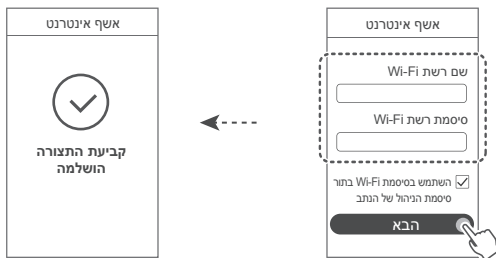 אשף אינטרנט
שם רשת Wi-Fi
סיסמת רשת Wi-Fi
השתמש בסיסמת Wi-Fi בתור
סיסמת הניהול של הנתב
הבא
אשף אינטרנט
קביעת התצורה
הושלמה